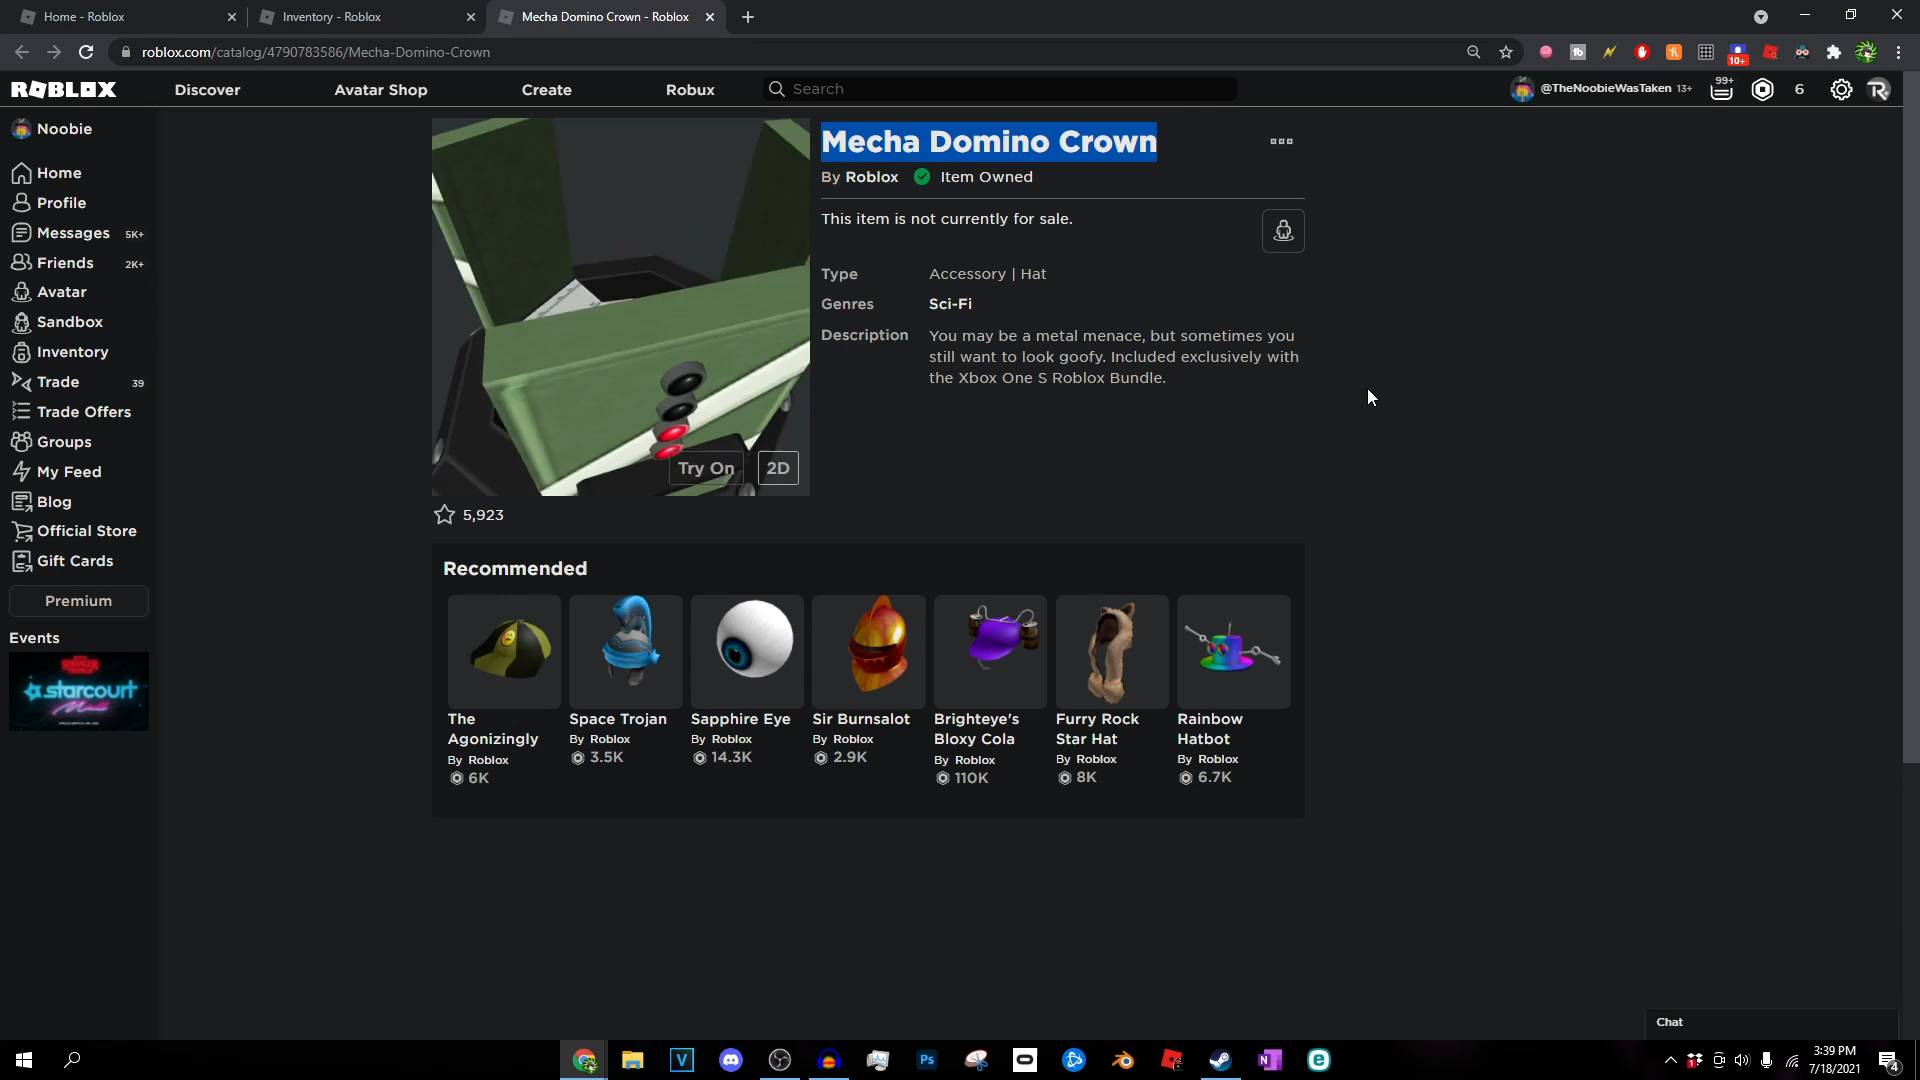 Home - Roblox
Inventory - Roblox
Mecha Domino Crown - Roblox
roblox.com/catalog/4790783586/Mecha-Domino-Crown
10+
ROBLOX
Discover
Avatar Shop
Create
Robux
Search
@TheNoobieWasTaken 13+
99+
6
Noobie
Home
Profile
Messages 5K+
Friends 2K+
Avatar
Sandbox
Inventory
Trade 39
Trade Offers
Groups
My Feed
Blog
Official Store
Gift Cards
Premium
Events
STRANGER THINGS
starcourt
Mecha Domino Crown
By Roblox Item Owned
This item is not currently for sale.
Type Accessory | Hat
Genres Sci-Fi
Description You may be a metal menace, but sometimes you
still want to look goofy. Included exclusively with
the Xbox One S Roblox Bundle.
Try On
2D
5,923
Recommended
The
Agonizingly
By Roblox
6K
Space Trojan
By Roblox
3.5K
Sapphire Eye
By Roblox
14.3K
Sir Burnsalot
By Roblox
2.9K
Brighteye's
Bloxy Cola
By Roblox
110K
Furry Rock
Star Hat
By Roblox
8K
Rainbow
Hatbot
By Roblox
6.7K
Chat
V
Ps
N
3:39 PM
7/18/2021
4